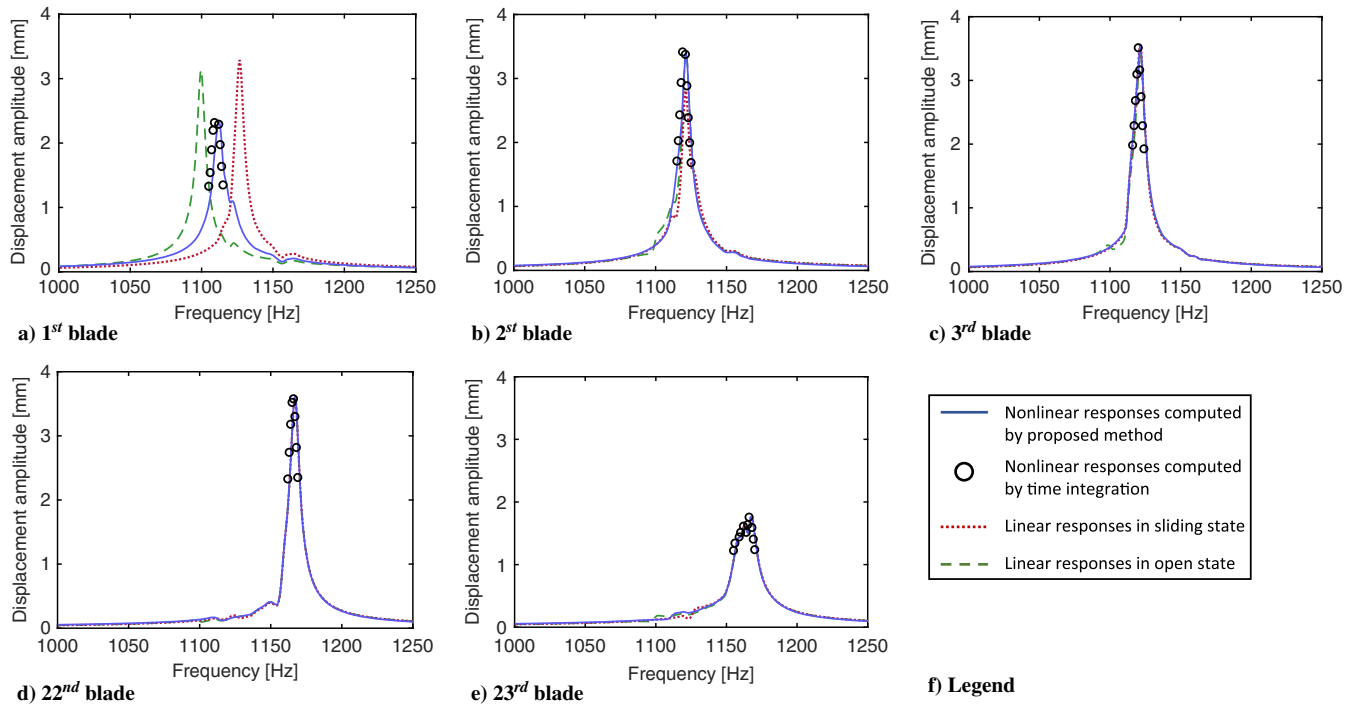 Displacement amplitude [mm]
4
3
2
1
0
1000 1050 1100 1150 1200 1250
Frequency [Hz]
a) 1st blade
Displacement amplitude [mm]
4
3
2
1
0
1000 1050 1100 1150 1200 1250
Frequency [Hz]
b) 2st blade
Displacement amplitude [mm]
4
3
2
1
0
1000 1050 1100 1150 1200 1250
Frequency [Hz]
c) 3rd blade
Displacement amplitude [mm]
4
3
2
1
0
1000 1050 1100 1150 1200 1250
Frequency [Hz]
d) 22nd blade
Displacement amplitude [mm]
4
3
2
1
0
1000 1050 1100 1150 1200 1250
Frequency [Hz]
e) 23rd blade
Nonlinear responses computed
by proposed method
Nonlinear responses computed
by time integration
Linear responses in sliding state
Linear responses in open state
f) Legend